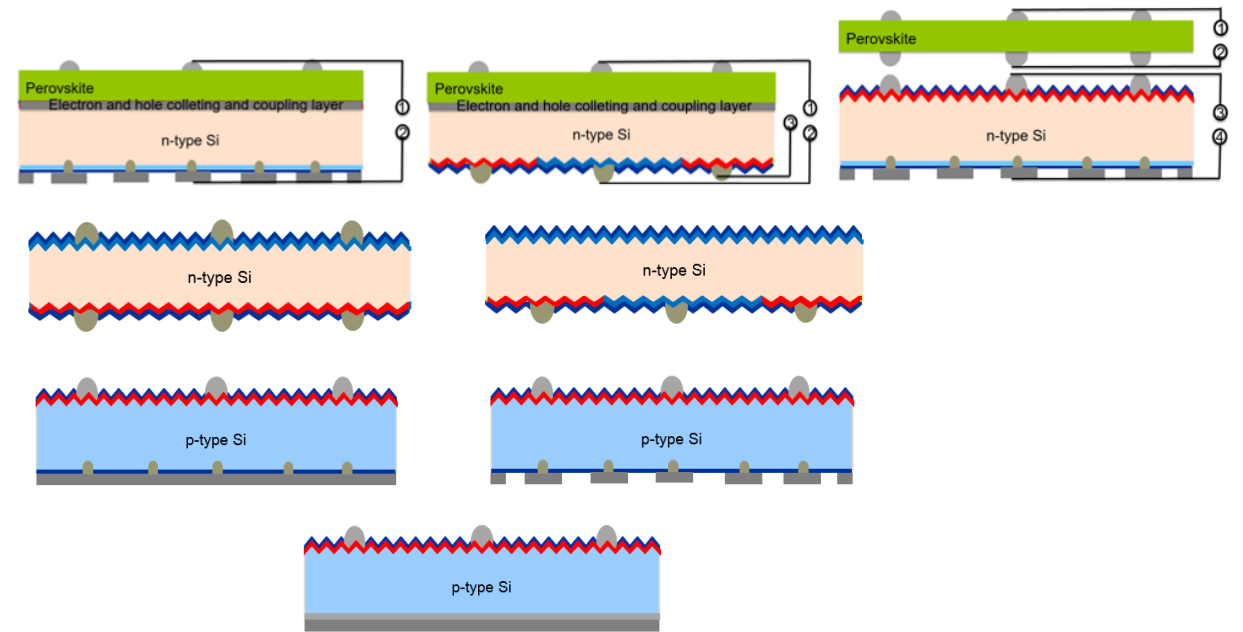 Perovskite
Electron and hole colleting and coupling layer
n-type Si
①
②
Perovskite
Electron and hole colleting and coupling layer
n-type Si
①
③
②
Perovskite
①
②
n-type Si
③
④
n-type Si
n-type Si
p-type Si
p-type Si
p-type Si